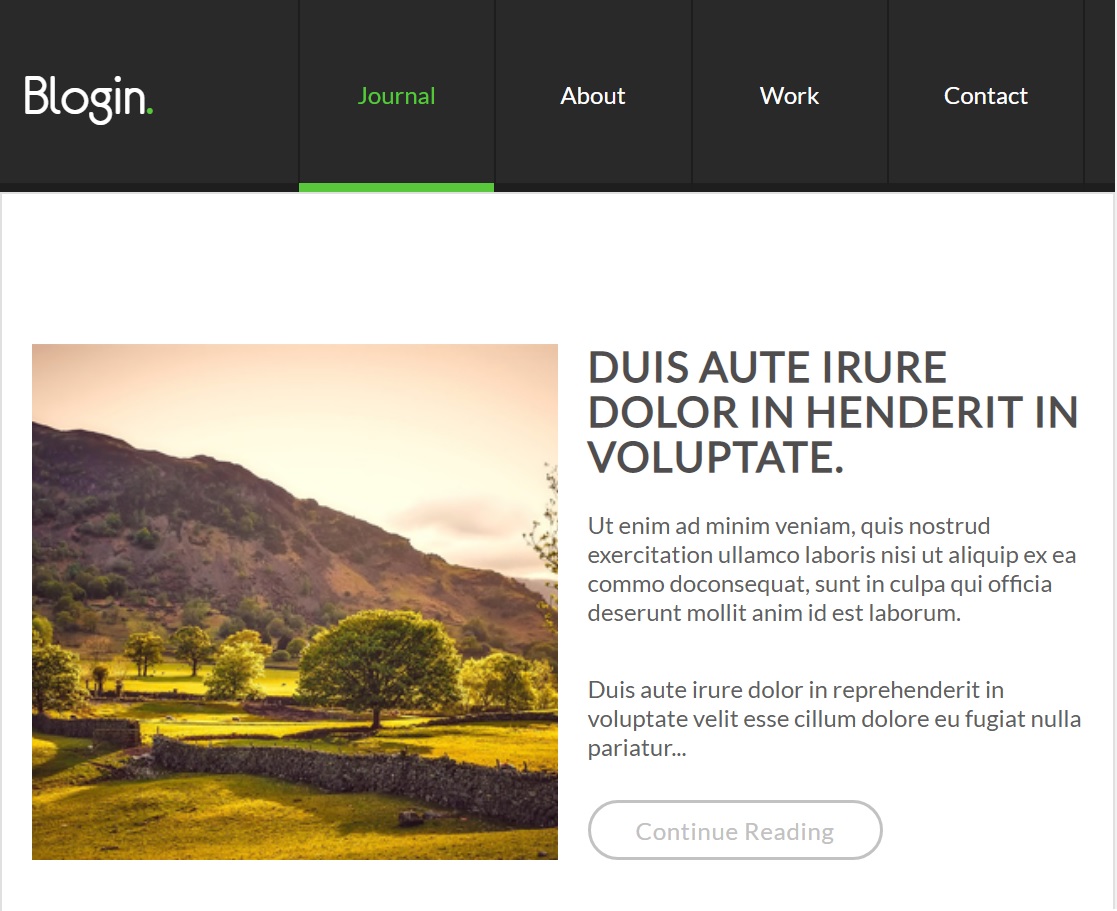 Blogin.
Journal
About
Work
Contact
DUIS AUTE IRURE
DOLOR IN HENDERIT IN
VOLUPTATE.
Ut enim ad minim veniam, quis nostrud
exercitation ullamco laboris nisi ut aliquip ex ea
commo doconsequat, sunt in culpa qui officia
deserunt mollit anim id est laborum.
Duis aute irure dolor in reprehenderit in
voluptate velit esse cillum dolore eu fugiat nulla
pariatur...
Continue Reading